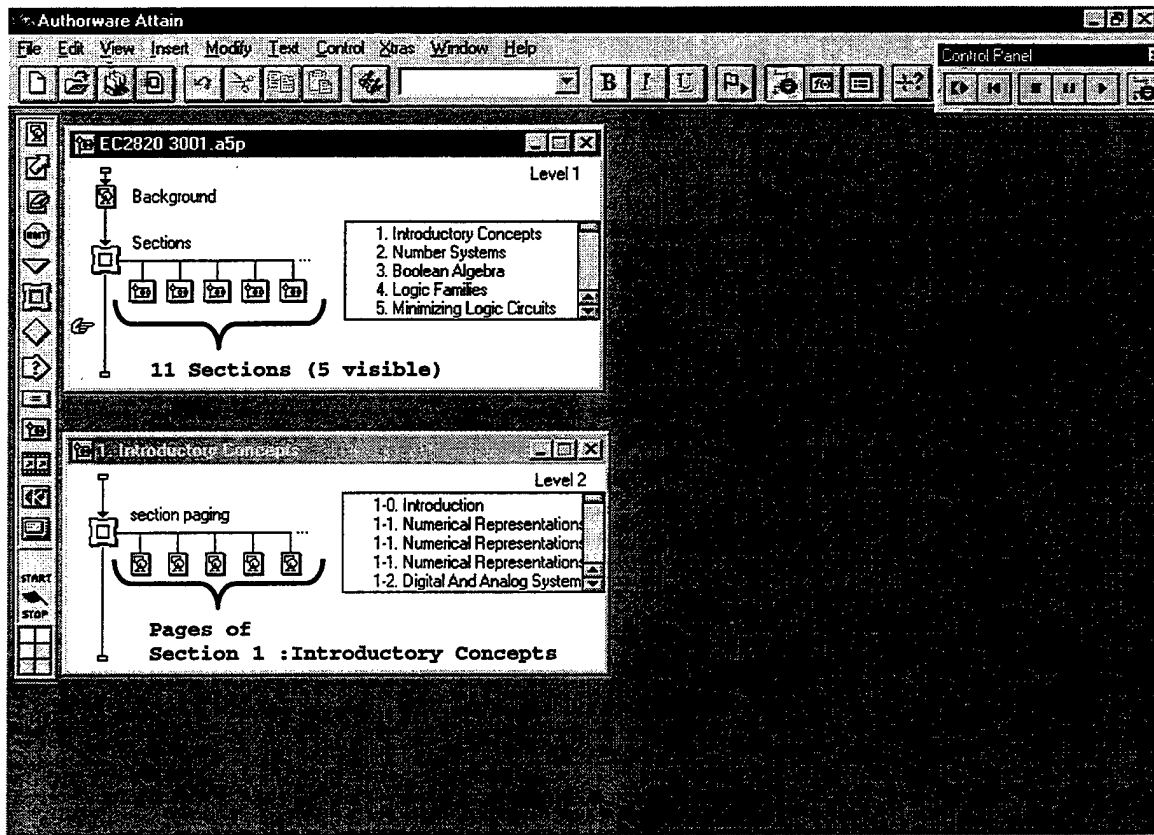 Authorware Attain
File Edit View Insert Modify Text Control Xtras Window Help
Control Panel
B I U
EC2820 3001.a5p
Level 1
Background
Sections
1. Introductory Concepts
2. Number Systems
3. Boolean Algebra
4. Logic Families
5. Minimizing Logic Circuits
11 Sections (5 visible)
1. Introductory Concepts
Level 2
section paging
1-0. Introduction
1-1. Numerical Representations
1-1. Numerical Representations
1-1. Numerical Representations
1-2. Digital And Analog System
Pages of
Section 1 :Introductory Concepts
START
STOP